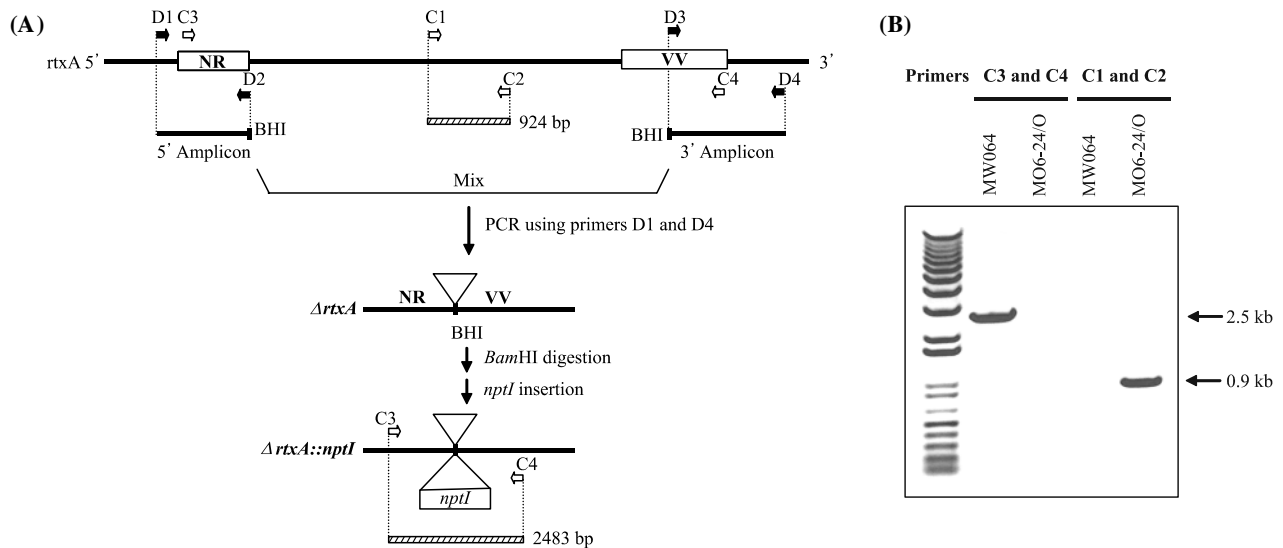 (A)
D1 C3 C1 D3
rtxA 5' NR VV 3'
D2 C2 C4 D4
BHI 924 bp BHI
5' Amplicon 3' Amplicon
Mix
PCR using primers D1 and D4
NR VV
ΔrtxA
BHI
BamHI digestion
nptI insertion
C3
ΔrtxA::nptI
C4
nptI
2483 bp
(B)
Primers C3 and C4 C1 and C2
MW064 MO6-24/O MW064 MO6-24/O
2.5 kb
0.9 kb